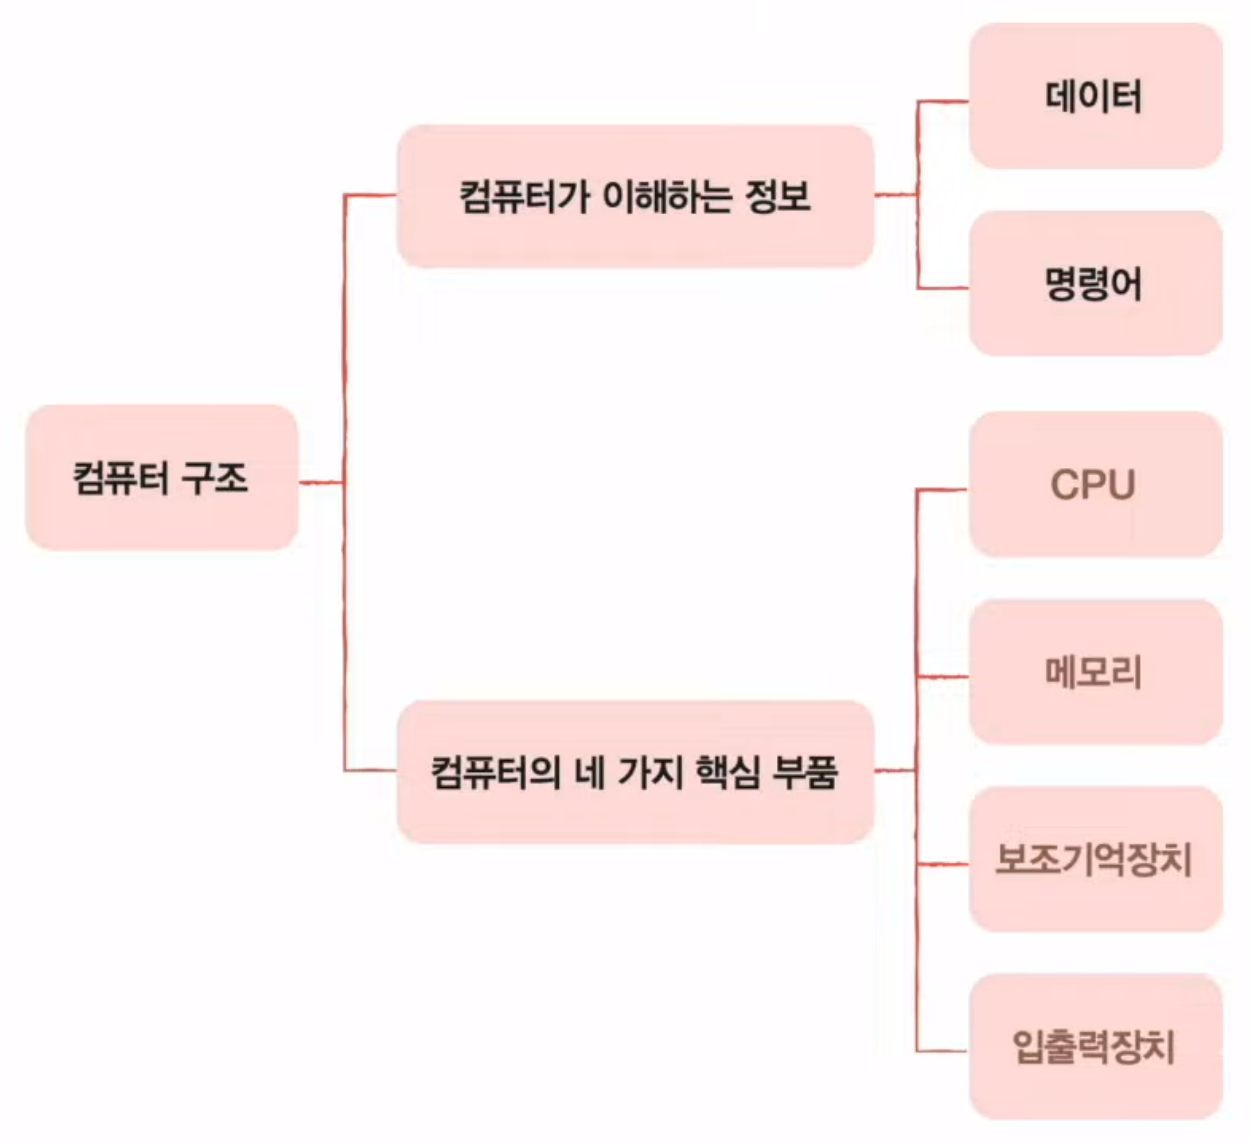 데이터
컴퓨터가 이해하는 정보
명령어
컴퓨터 구조
CPU
메모리
컴퓨터의 네 가지 핵심 부품
보조기억장치
입출력장치